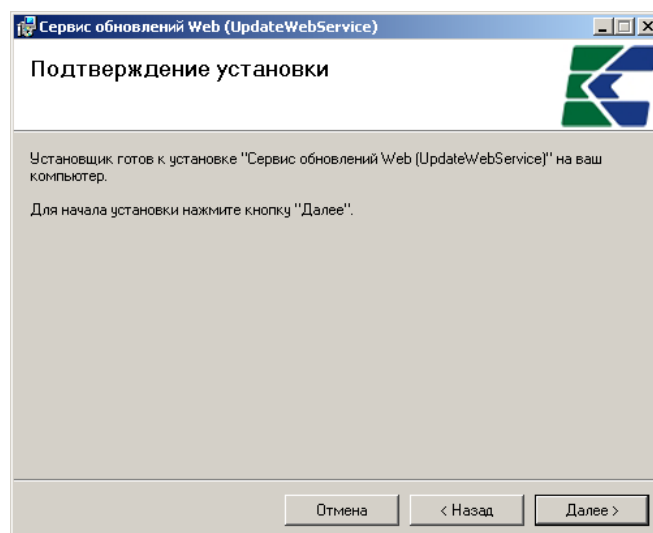 Сервис обновлений Web (UpdateWebService)
Подтверждение установки
Установщик готов к установке "Сервис обновлений Web (UpdateWebService)" на ваш
компьютер.
Для начала установки нажмите кнопку "Далее".
Отмена
< Назад
Далее >